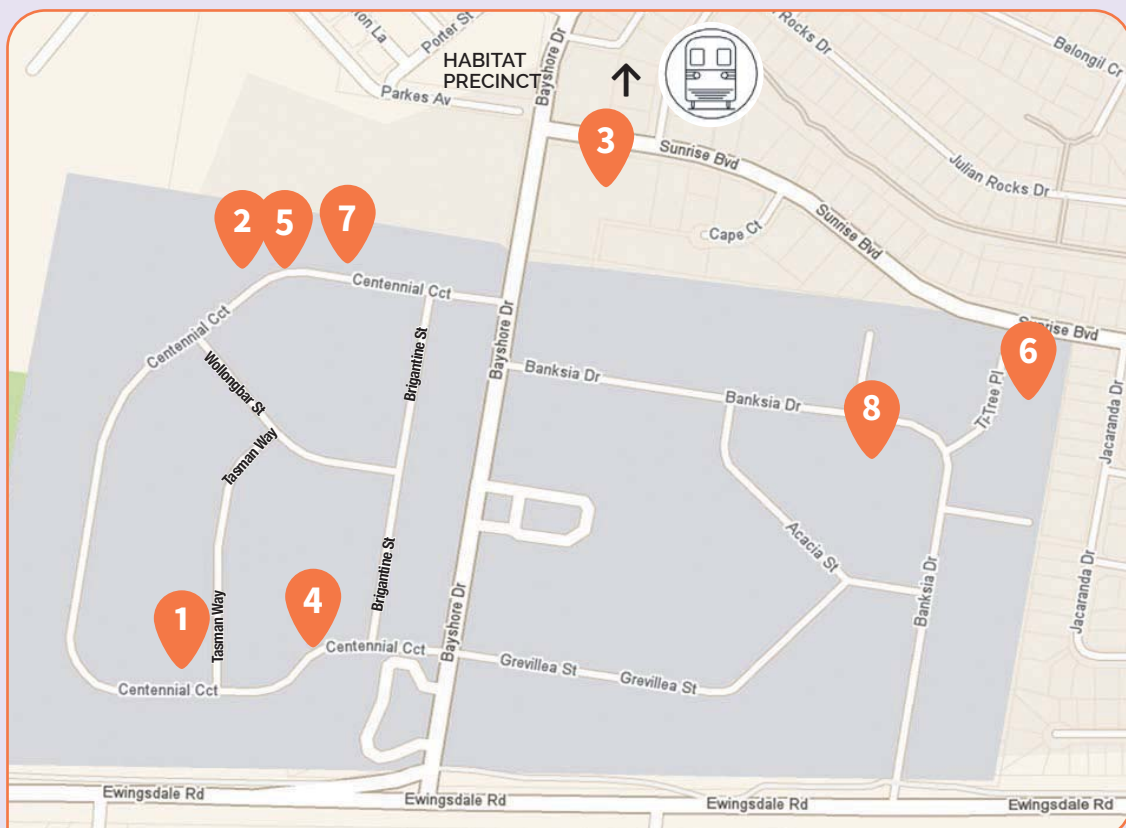 Rocks Dr
Belongil Cr
Porter St
HABITAT
PRECINCT
Bayshore Dr
Parkes Av
3
Sunrise Bvd
Julian Rocks Dr
2
5
7
Cape Ct
Sunrise Bvd
Centennial Cct
Centennial Cct
Bayshore Dr
Sunrise Bvd
6
Wollongbar St
Brigantine St
Banksia Dr
Banksia Dr
8
Ti-Tree Pl
Jacaranda Dr
Tasman Way
Acacia St
Brigantine St
Banksia Dr
Jacaranda Dr
1
4
Tasman Way
Bayshore Dr
Centennial Cct
Grevillea St
Grevillea St
Centennial Cct
Ewingsdale Rd
Ewingsdale Rd
Ewingsdale Rd
Ewingsdale Rd